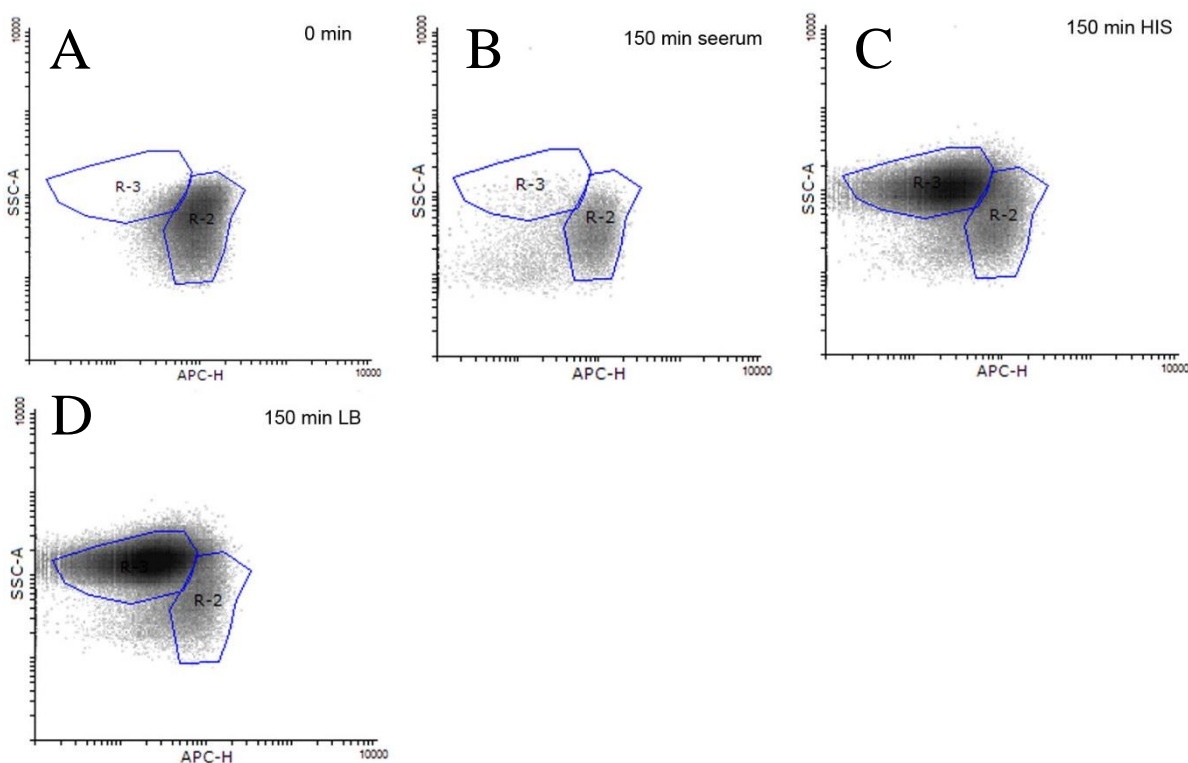 A
0 min
10000
SSC-A
R-3
R-2
APC-H
10000
B
150 min seerum
10000
SSC-A
R-3
R-2
APC-H
10000
C
150 min HIS
10000
SSC-A
R-3
R-2
APC-H
10000
D
150 min LB
10000
SSC-A
R-3
R-2
APC-H
10000